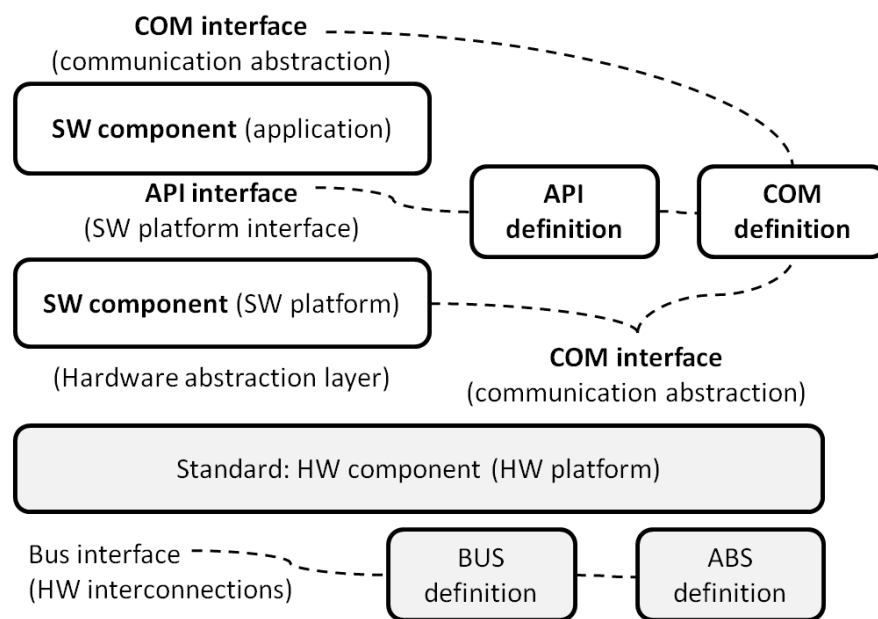 COM interface
(communication abstraction)
SW component (application)
API interface
(SW platform interface)
API
definition
COM
definition
SW component (SW platform)
(Hardware abstraction layer)
COM interface
(communication abstraction)
Standard: HW component (HW platform)
Bus interface
(HW interconnections)
BUS
definition
ABS
definition